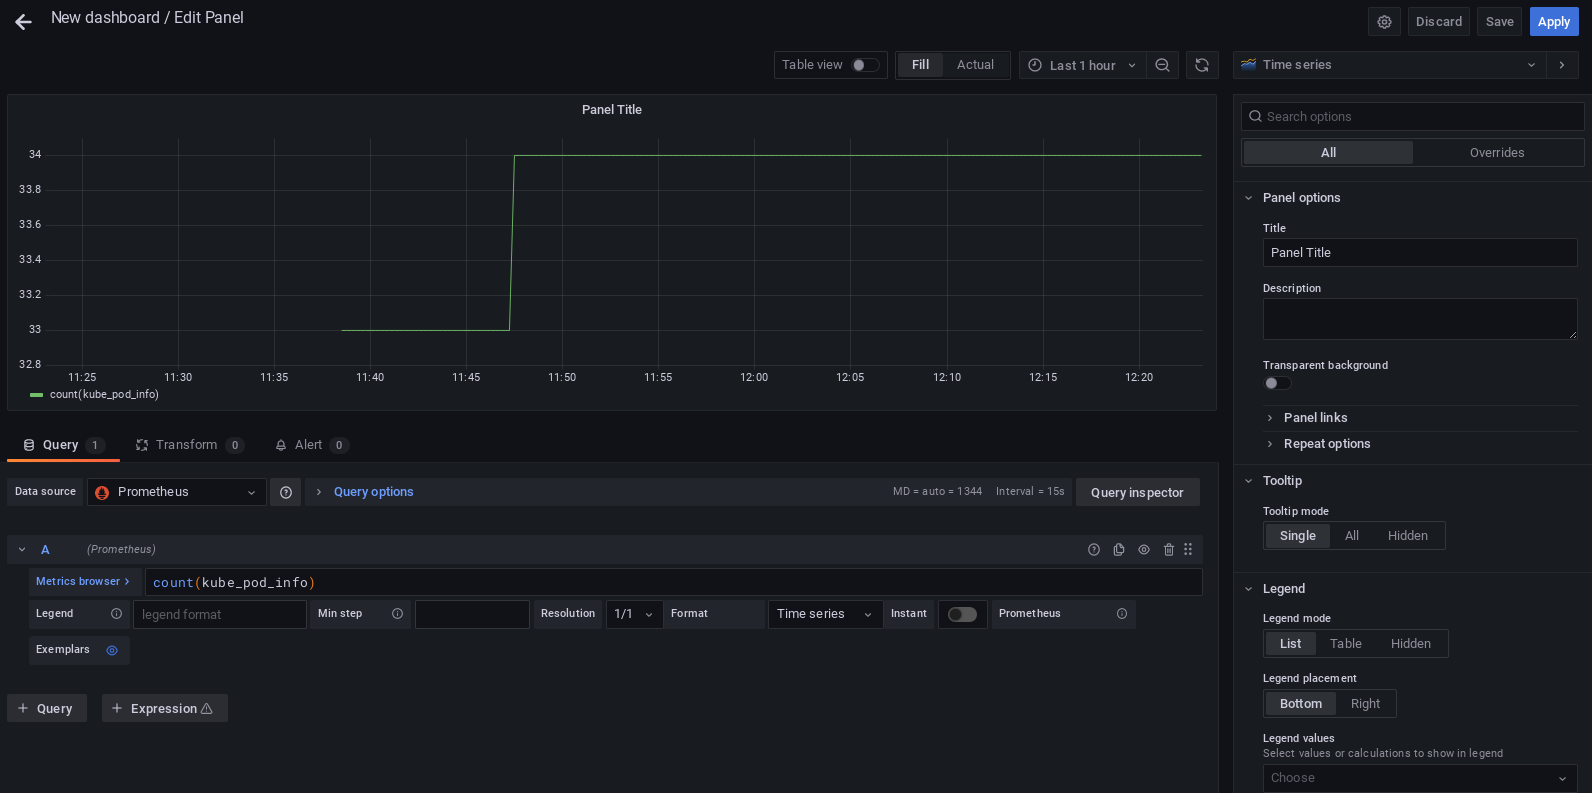 New dashboard / Edit Panel
Discard
Save
Apply
Table view
Fill
Actual
Last 1 hour
Time series
Panel Title
34
33.8
33.6
33.4
33.2
33
32.8
11:25 11:30 11:35 11:40 11:45 11:50 11:55 12:00 12:05 12:10 12:15 12:20
count(kube_pod_info)
Query 1
Transform 0
Alert 0
Data source
Prometheus
Query options
MD = auto = 1344
Interval = 15s
Query inspector
A
(Prometheus)
Metrics browser
count(kube_pod_info)
Legend
legend format
Min step
Resolution
1/1
Format
Time series
Instant
Prometheus
Exemplars
Query
Expression
Search options
All
Overrides
Panel options
Title
Panel Title
Description
Transparent background
Panel links
Repeat options
Tooltip
Tooltip mode
Single All Hidden
Legend
Legend mode
List Table Hidden
Legend placement
Bottom Right
Legend values
Select values or calculations to show in legend
Choose